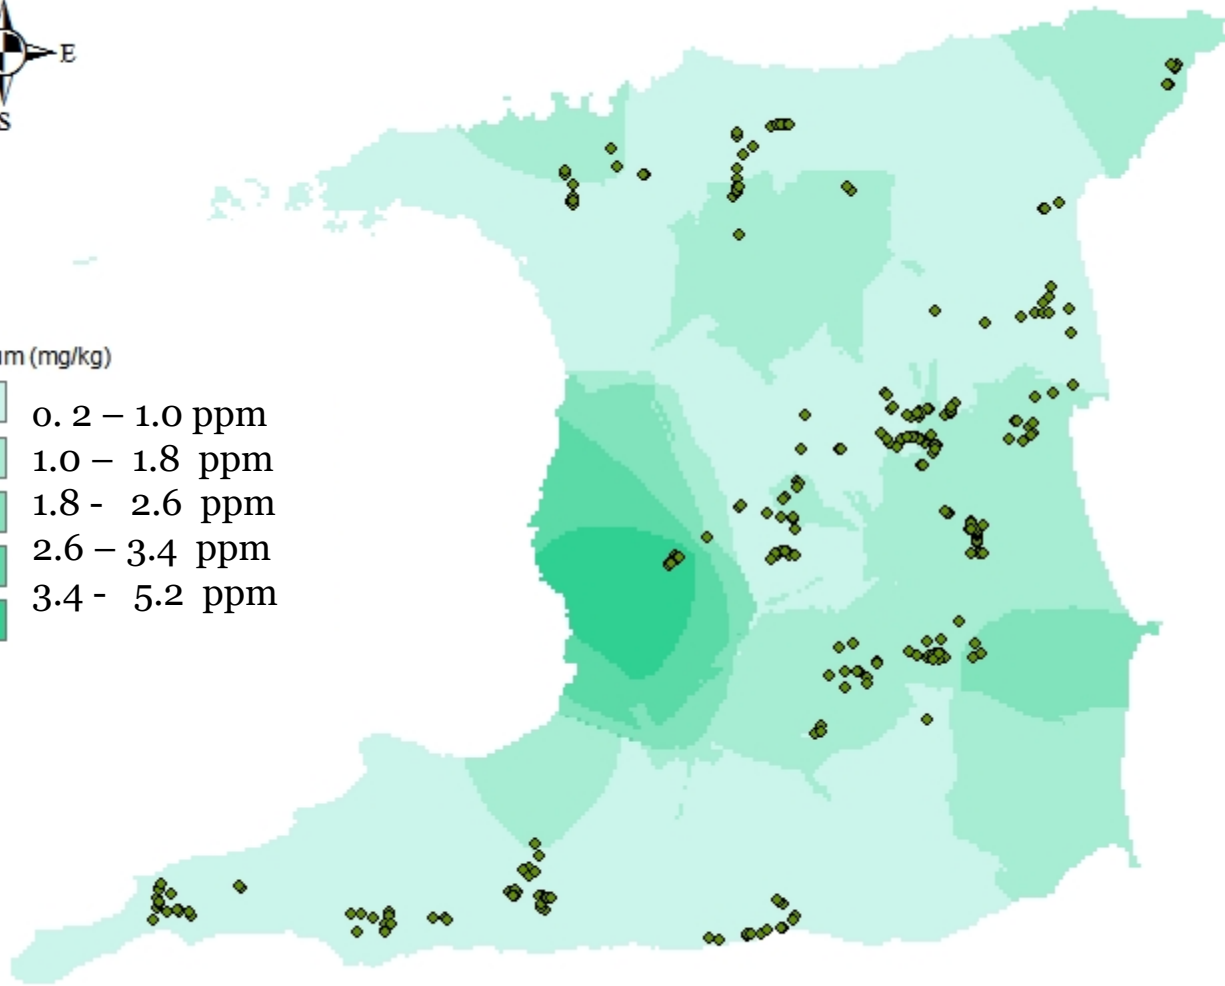 E
S
um (mg/kg)
0. 2 – 1.0 ppm
1.0 – 1.8 ppm
1.8 - 2.6 ppm
2.6 – 3.4 ppm
3.4 - 5.2 ppm